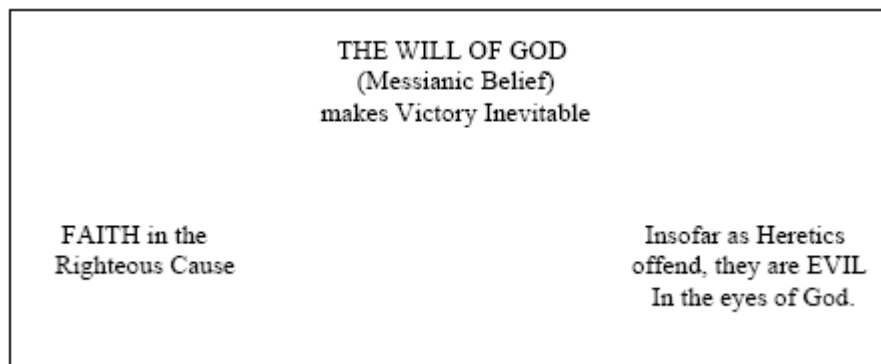 THE WILL OF GOD
(Messianic Belief)
makes Victory Inevitable
FAITH in the
Righteous Cause
Insofar as Heretics
offend, they are EVIL
In the eyes of God.